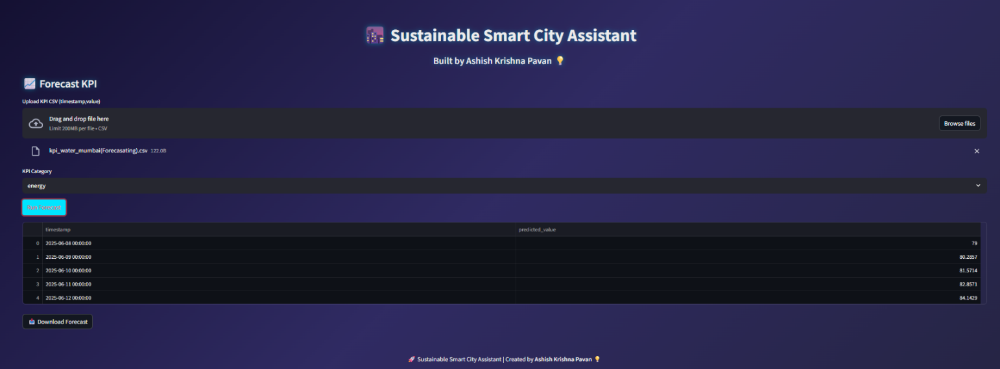 Sustainable Smart City Assistant
Built by Ashish Krishna Pavan
Forecast KPI
Upload KPI CSV (timestamp,value)
Drag and drop file here
Limit 200MB per file • CSV
Browse files
kpi_water_mumbai(Forecasating).csv 122.0B
KPI Category
energy
Run Forecast
timestamp predicted_value
0 2025-06-08 00:00:00 79
1 2025-06-09 00:00:00 80.2857
2 2025-06-10 00:00:00 81.5714
3 2025-06-11 00:00:00 82.8571
4 2025-06-12 00:00:00 84.1429
Download Forecast
Sustainable Smart City Assistant | Created by Ashish Krishna Pavan